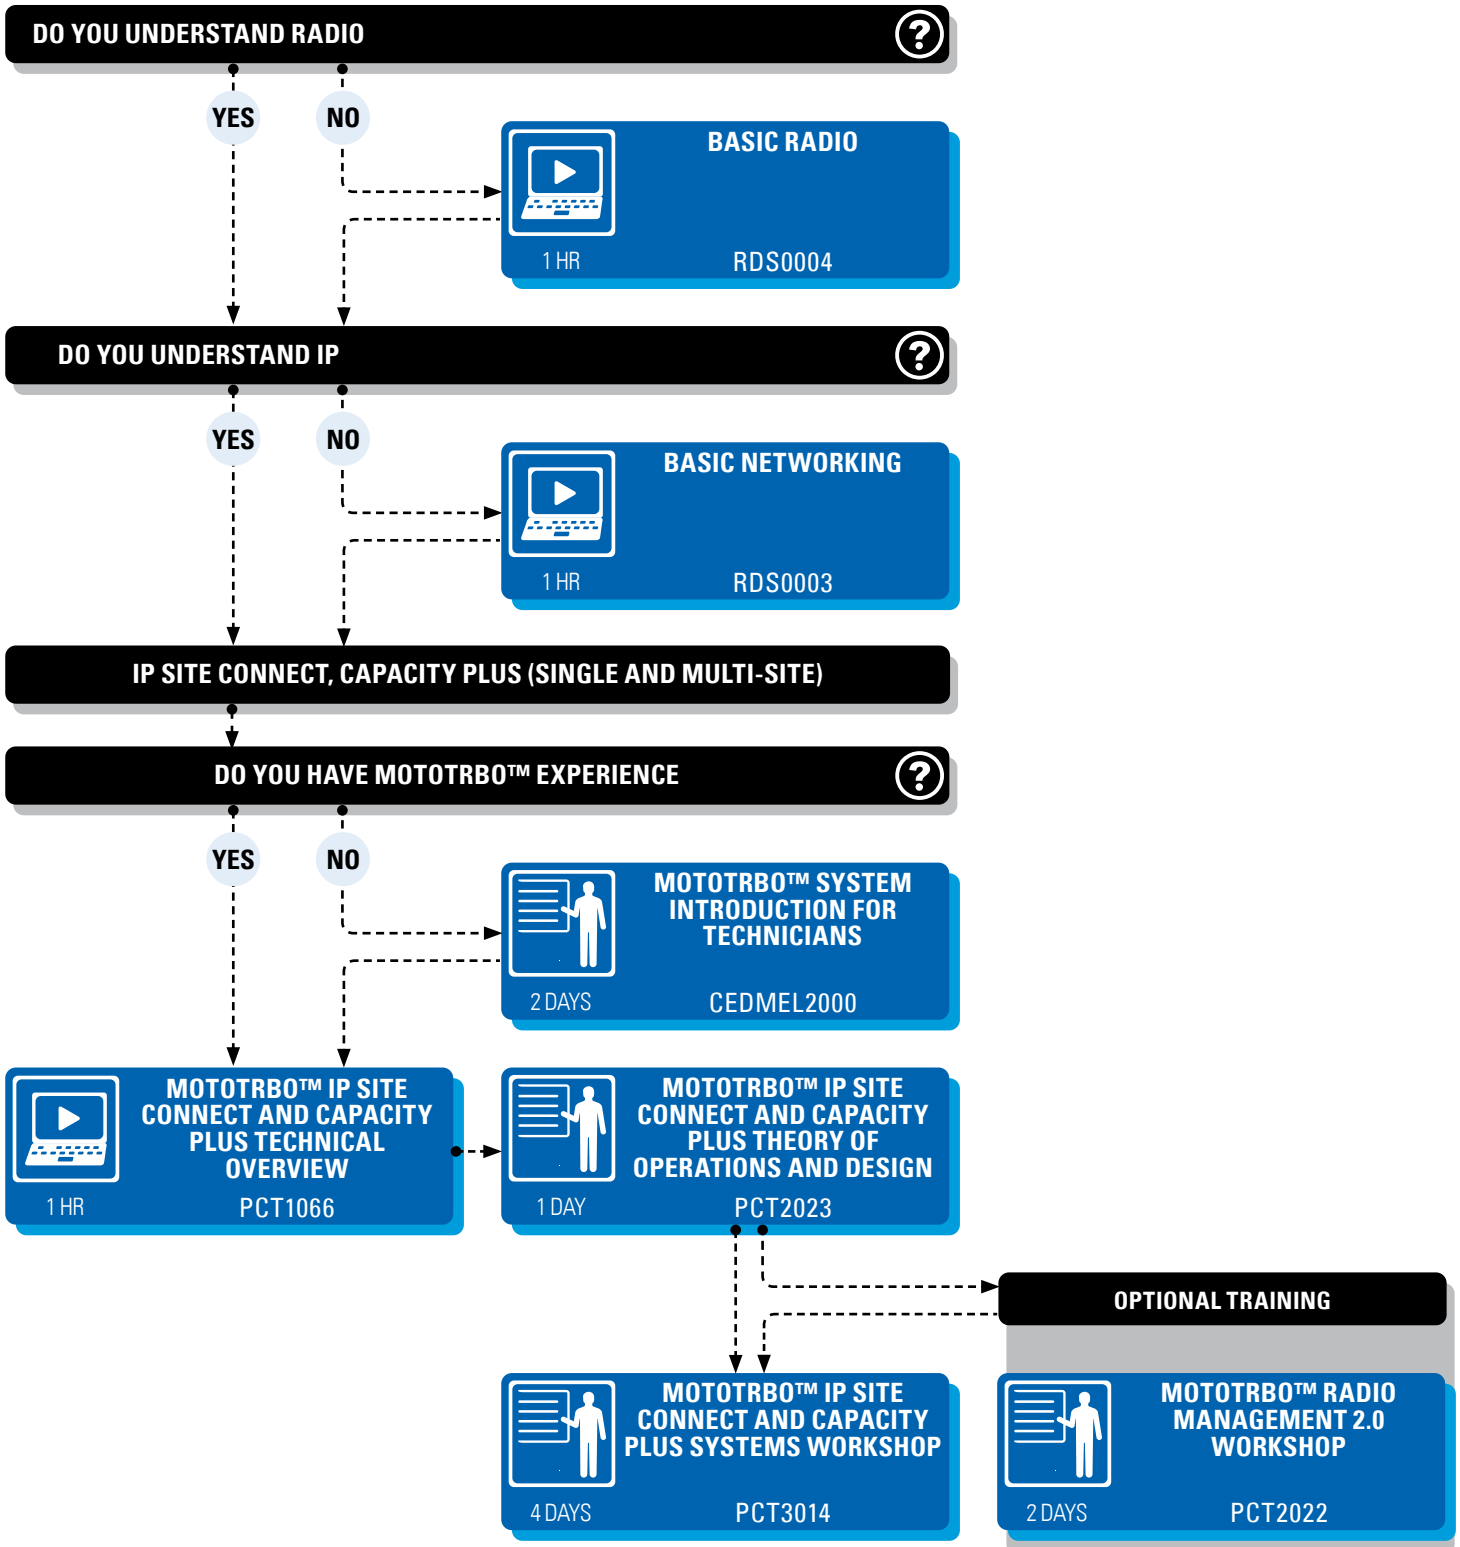 DO YOU UNDERSTAND RADIO
?
YES
NO
BASIC RADIO
1 HR
RDS0004
DO YOU UNDERSTAND IP
?
YES
NO
BASIC NETWORKING
1 HR
RDS0003
IP SITE CONNECT, CAPACITY PLUS (SINGLE AND MULTI-SITE)
DO YOU HAVE MOTOTRBO™ EXPERIENCE
?
YES
NO
MOTOTRBO™ SYSTEM
INTRODUCTION FOR
TECHNICIANS
2 DAYS
CEDMEL2000
MOTOTRBO™ IP SITE
CONNECT AND CAPACITY
PLUS TECHNICAL
OVERVIEW
1 HR
PCT1066
MOTOTRBO™ IP SITE
CONNECT AND CAPACITY
PLUS THEORY OF
OPERATIONS AND DESIGN
1 DAY
PCT2023
OPTIONAL TRAINING
MOTOTRBO™ IP SITE
CONNECT AND CAPACITY
PLUS SYSTEMS WORKSHOP
4 DAYS
PCT3014
MOTOTRBO™ RADIO
MANAGEMENT 2.0
WORKSHOP
2 DAYS
PCT2022